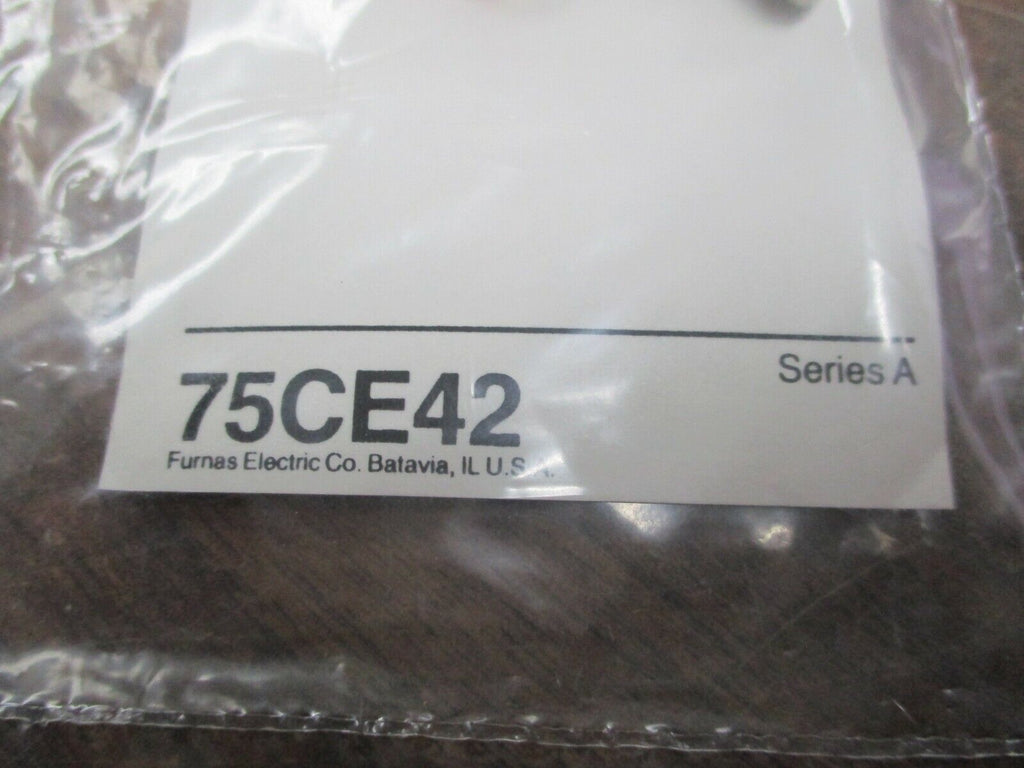 Series A
75CE42
Furnas Electric Co. Batavia, IL U.S.A.